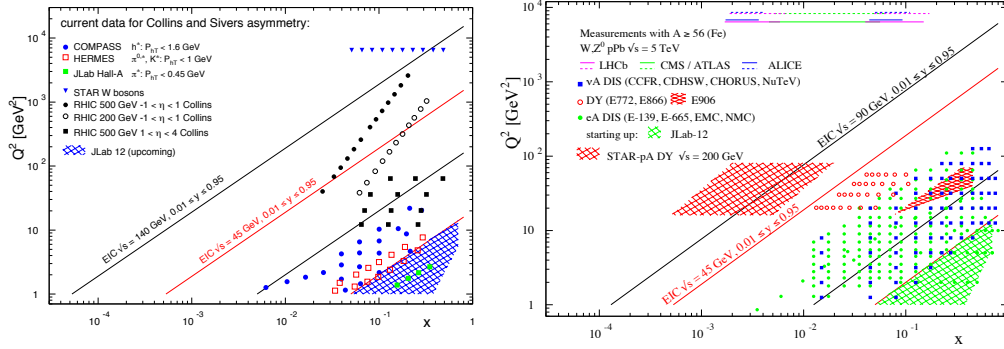 current data for Collins and Sivers asymmetry:
COMPASS h±: PhT < 1.6 GeV
HERMES π0,±, K±: PhT < 1 GeV
JLab Hall-A π±: PhT < 0.45 GeV
STAR W bosons
RHIC 500 GeV -1 < η < 1 Collins
RHIC 200 GeV -1 < η < 1 Collins
RHIC 500 GeV 1 < η < 4 Collins
JLab 12 (upcoming)
EIC √s = 140 GeV, 0.01 ≤ y ≤ 0.95
EIC √s = 45 GeV, 0.01 ≤ y ≤ 0.95
Q² [GeV²]
10⁴
10³
10²
10
1
10⁻⁴
10⁻³
10⁻²
10⁻¹
x
1
Measurements with A ≥ 56 (Fe)
W,Z⁰ pPb √s = 5 TeV
LHCb CMS / ATLAS ALICE
νA DIS (CCFR, CDHSW, CHORUS, NuTeV)
DY (E772, E866) E906
eA DIS (E-139, E-665, EMC, NMC)
starting up: JLab-12
STAR-pA DY √s = 200 GeV
EIC √s = 90 GeV, 0.01 ≤ y ≤ 0.95
EIC √s = 45 GeV, 0.01 ≤ y ≤ 0.95
Q² [GeV²]
10⁴
10³
10²
10
1
10⁻⁴
10⁻³
10⁻²
10⁻¹
1
x